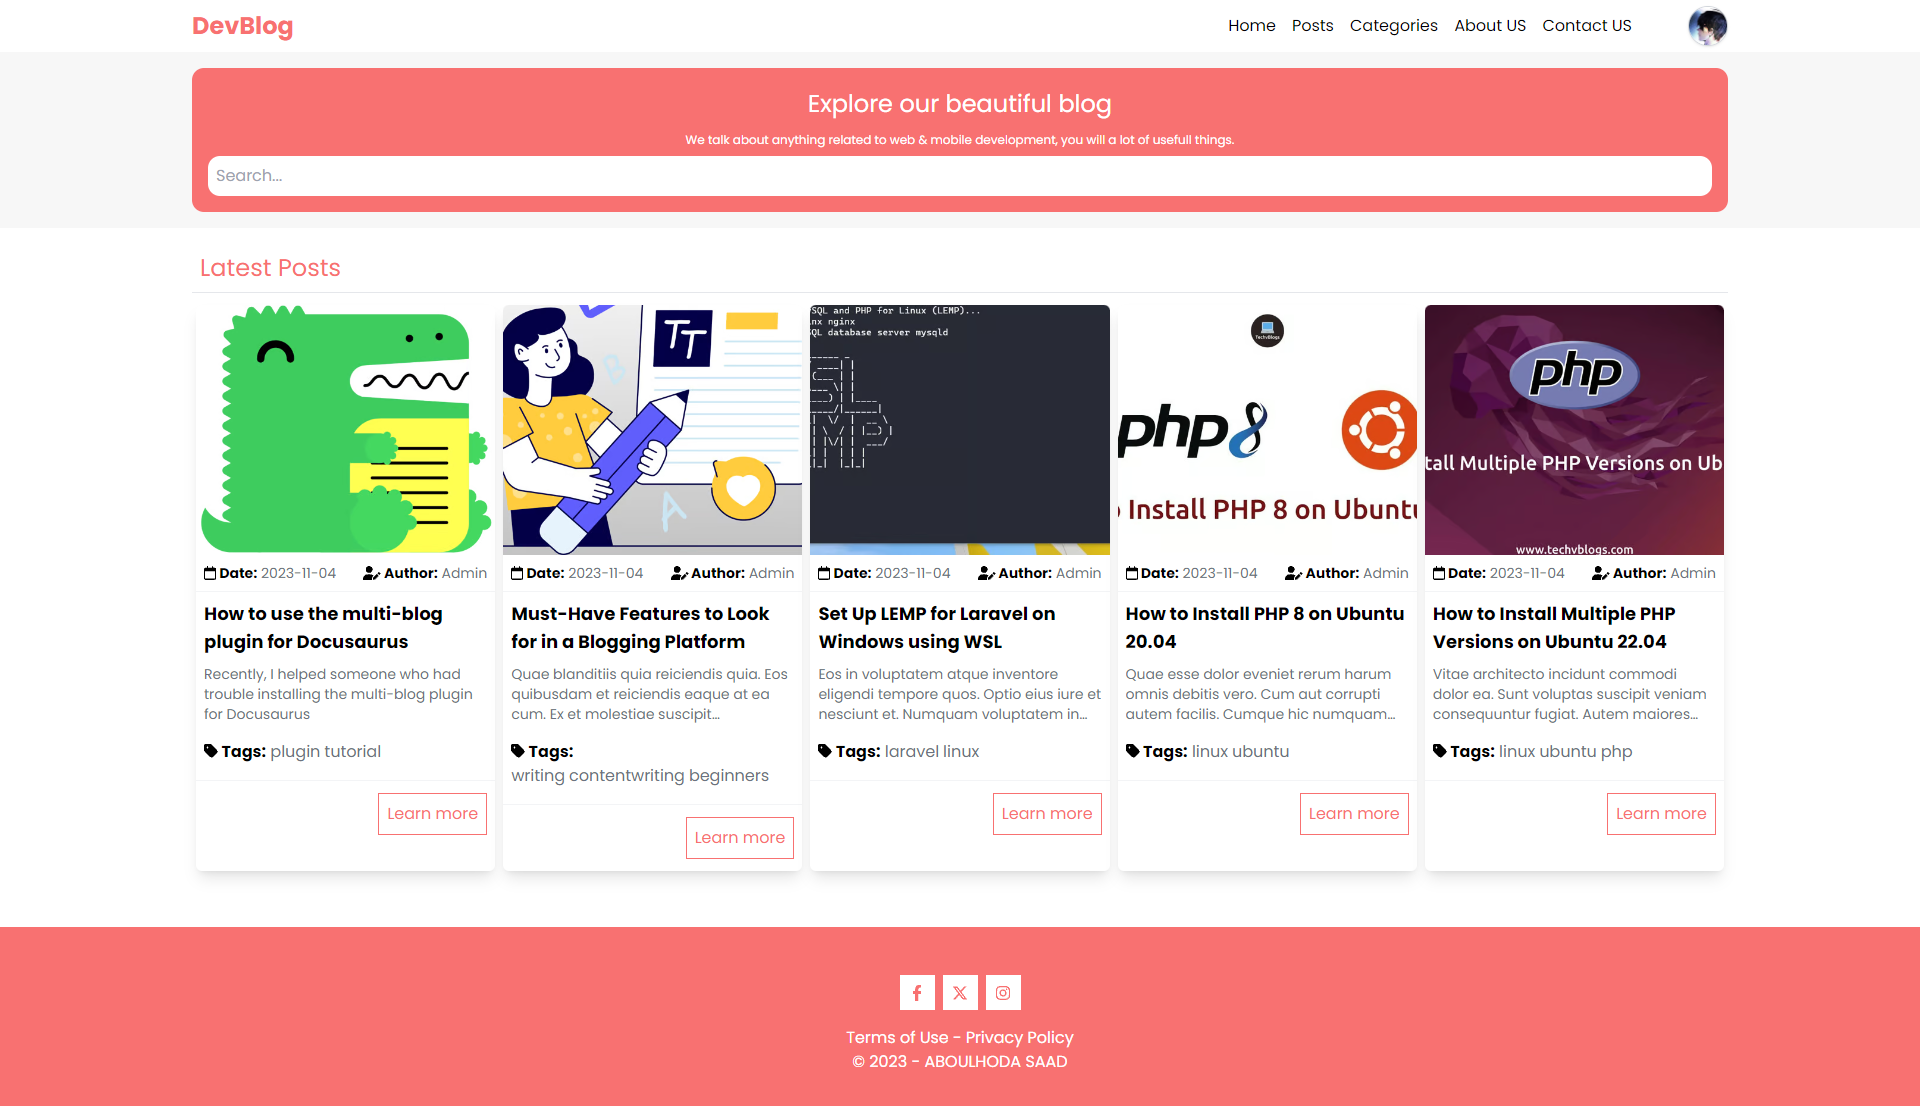 DevBlog
Home Posts Categories About US Contact US
Explore our beautiful blog
We talk about anything related to web & mobile development, you will a lot of usefull things.
Search...
Latest Posts
TT
B
A
SQL and PHP for Linux (LEMP)...
nx nginx
QL database server mysqld
TechvBlogs
php8
Install PHP 8 on Ubuntu
php
tall Multiple PHP Versions on Ub
www.techvblogs.com
Date: 2023-11-04 Author: Admin
How to use the multi-blog
plugin for Docusaurus
Recently, I helped someone who had
trouble installing the multi-blog plugin
for Docusaurus
Tags: plugin tutorial
Learn more
Date: 2023-11-04 Author: Admin
Must-Have Features to Look
for in a Blogging Platform
Quae blanditiis quia reiciendis quia. Eos
quibusdam et reiciendis eaque at ea
cum. Ex et molestiae suscipit...
Tags:
writing contentwriting beginners
Learn more
Date: 2023-11-04 Author: Admin
Set Up LEMP for Laravel on
Windows using WSL
Eos in voluptatem atque inventore
eligendi tempore quos. Optio eius iure et
nesciunt et. Numquam voluptatem in...
Tags: laravel linux
Learn more
Date: 2023-11-04 Author: Admin
How to Install PHP 8 on Ubuntu
20.04
Quae esse dolor eveniet rerum harum
omnis debitis vero. Cum aut corrupti
autem facilis. Cumque hic numquam...
Tags: linux ubuntu
Learn more
Date: 2023-11-04 Author: Admin
How to Install Multiple PHP
Versions on Ubuntu 22.04
Vitae architecto incidunt commodi
dolor ea. Sunt voluptas suscipit veniam
consequuntur fugiat. Autem maiores...
Tags: linux ubuntu php
Learn more
Terms of Use - Privacy Policy
© 2023 - ABOULHODA SAAD